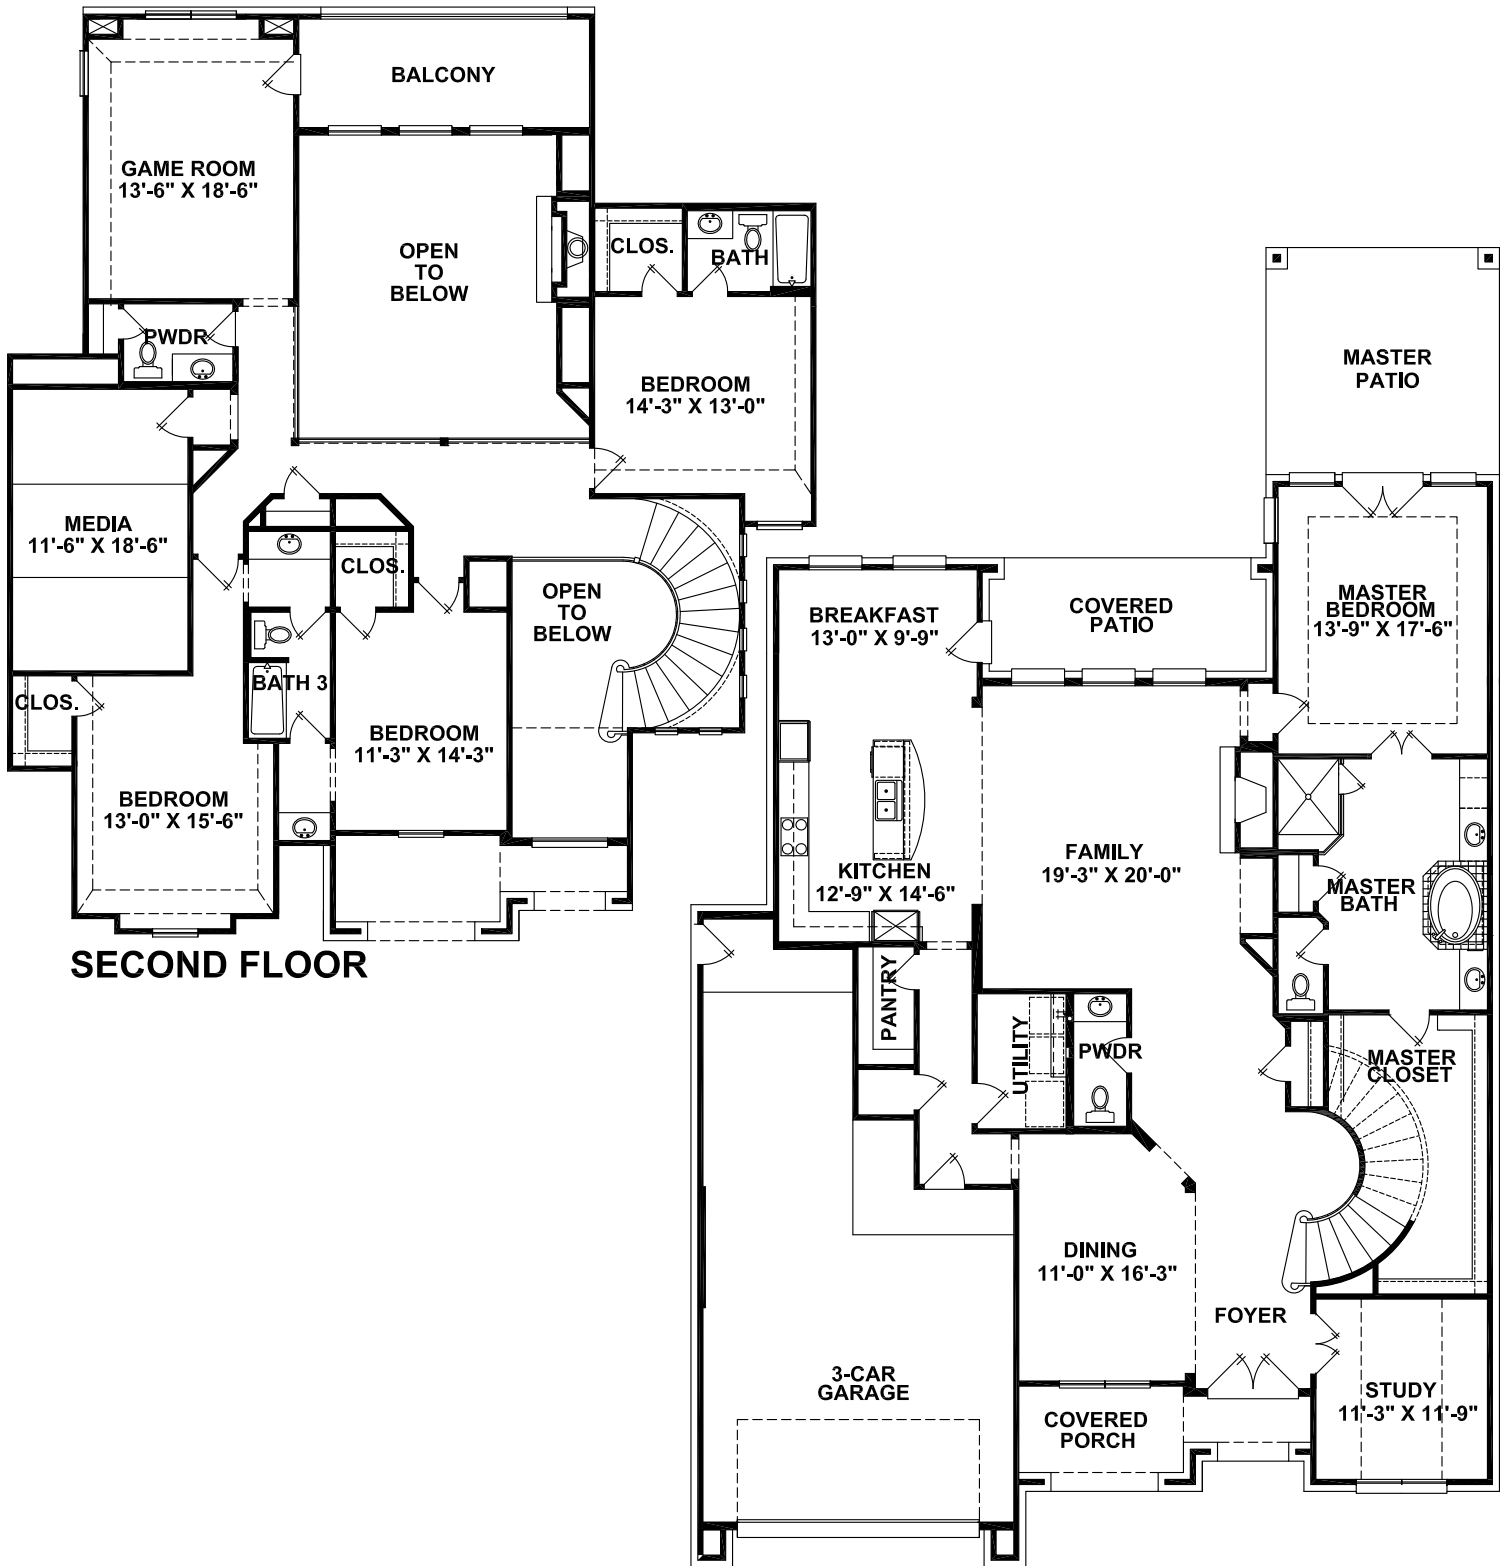 BALCONY
GAME ROOM
13'-6" X 18'-6"
OPEN
TO
BELOW
CLOS.
BATH
PWDR
BEDROOM
14'-3" X 13'-0"
MEDIA
11'-6" X 18'-6"
CLOS.
OPEN
TO
BELOW
BATH 3
CLOS.
BEDROOM
11'-3" X 14'-3"
BEDROOM
13'-0" X 15'-6"
SECOND FLOOR
MASTER
PATIO
BREAKFAST
13'-0" X 9'-9"
COVERED
PATIO
MASTER
BEDROOM
13'-9" X 17'-6"
KITCHEN
12'-9" X 14'-6"
FAMILY
19'-3" X 20'-0"
MASTER
BATH
PANTRY
UTILITY
PWDR
MASTER
CLOSET
DINING
11'-0" X 16'-3"
FOYER
3-CAR
GARAGE
COVERED
PORCH
STUDY
11'-3" X 11'-9"